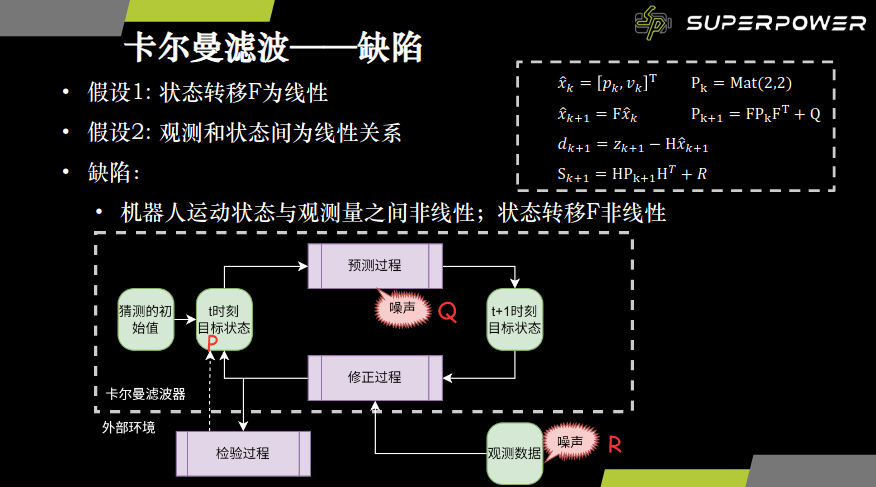 SUPERPOWER
卡尔曼滤波——缺陷
• 假设1: 状态转移F为线性
• 假设2: 观测和状态间为线性关系
• 缺陷:
• 机器人运动状态与观测量之间非线性；状态转移F非线性
x̂ₖ = [pₖ, vₖ]ᵀ Pₖ = Mat(2,2)
x̂ₖ₊₁ = Fx̂ₖ Pₖ₊₁ = FPₖFᵀ + Q
dₖ₊₁ = zₖ₊₁ − Hx̂ₖ₊₁
Sₖ₊₁ = HPₖ₊₁Hᵀ + R
预测过程
噪声
Q
猜测的初
始值
t时刻
目标状态
P
t+1时刻
目标状态
修正过程
卡尔曼滤波器
外部环境
检验过程
观测数据
噪声
R